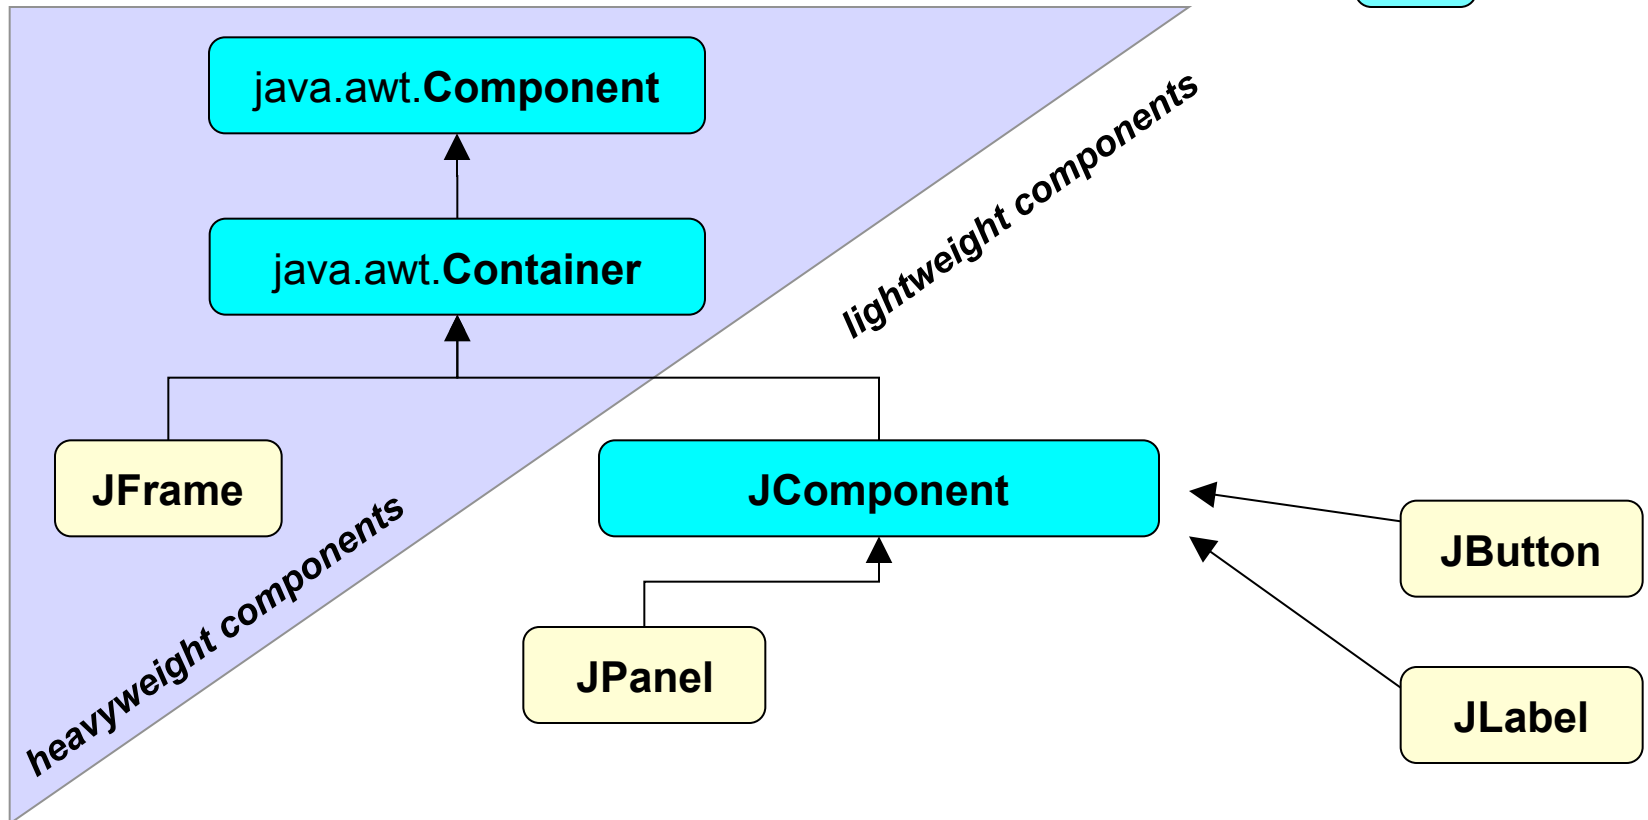 java.awt.Component
lightweight components
java.awt.Container
JFrame
JComponent
heavyweight components
JButton
JPanel
JLabel